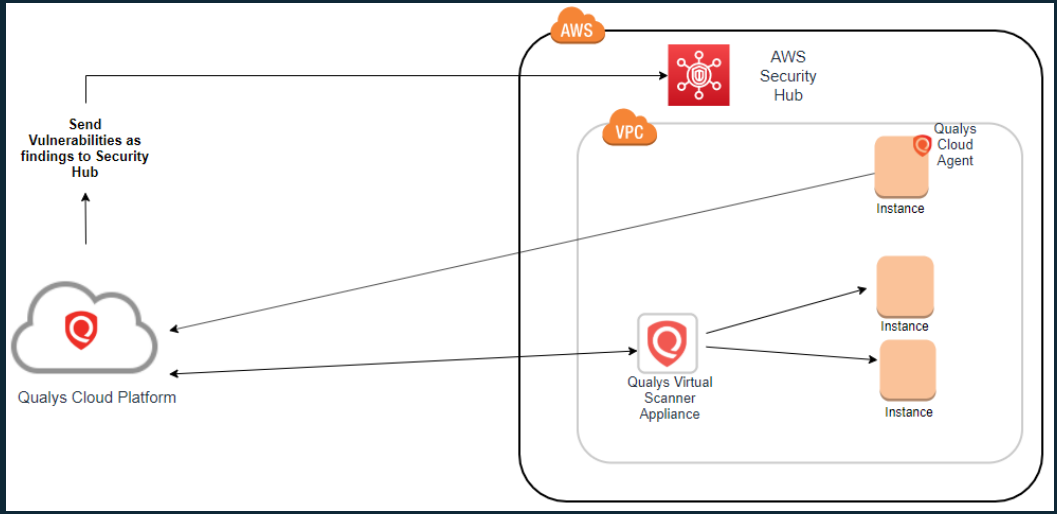 AWS
AWS
Security
Hub
Send
Vulnerabilities as
findings to Security
Hub
VPC
Qualys
Cloud
Agent
Instance
Instance
Qualys Cloud Platform
Qualys Virtual
Scanner
Appliance
Instance